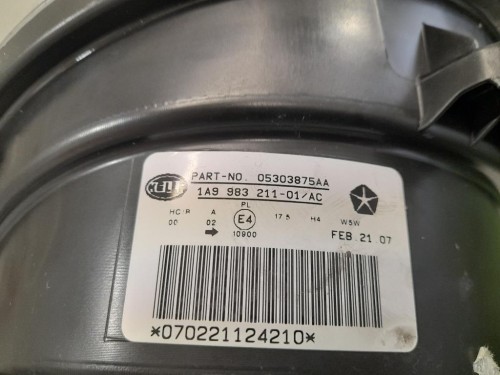 HELLA
PART-NO. 05303875AA
1A9 983 211-01/AC
HC/R A PL 17.5 H4 W5W
00 02 E4
10900
FEB 21 07
*070221124210*